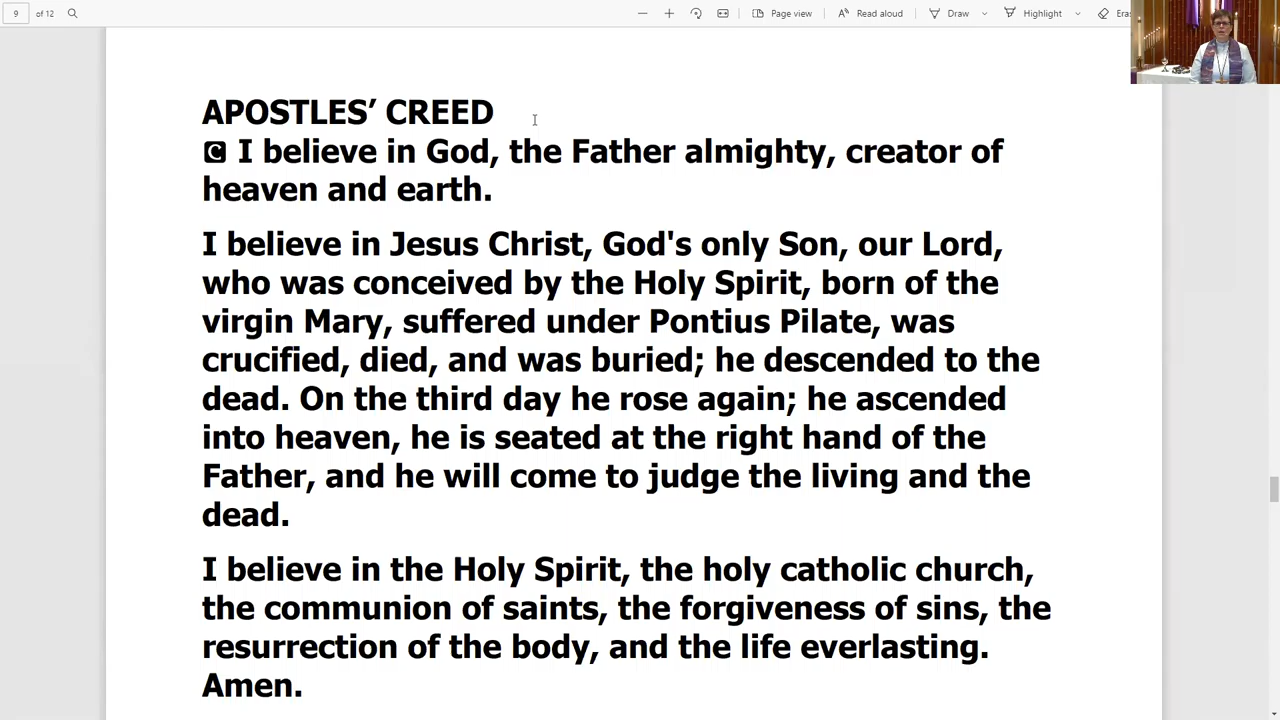 9 of 12 Page view Read aloud Draw Highlight
APOSTLES’ CREED
C I believe in God, the Father almighty, creator of
heaven and earth.
I believe in Jesus Christ, God's only Son, our Lord,
who was conceived by the Holy Spirit, born of the
virgin Mary, suffered under Pontius Pilate, was
crucified, died, and was buried; he descended to the
dead. On the third day he rose again; he ascended
into heaven, he is seated at the right hand of the
Father, and he will come to judge the living and the
dead.
I believe in the Holy Spirit, the holy catholic church,
the communion of saints, the forgiveness of sins, the
resurrection of the body, and the life everlasting.
Amen.